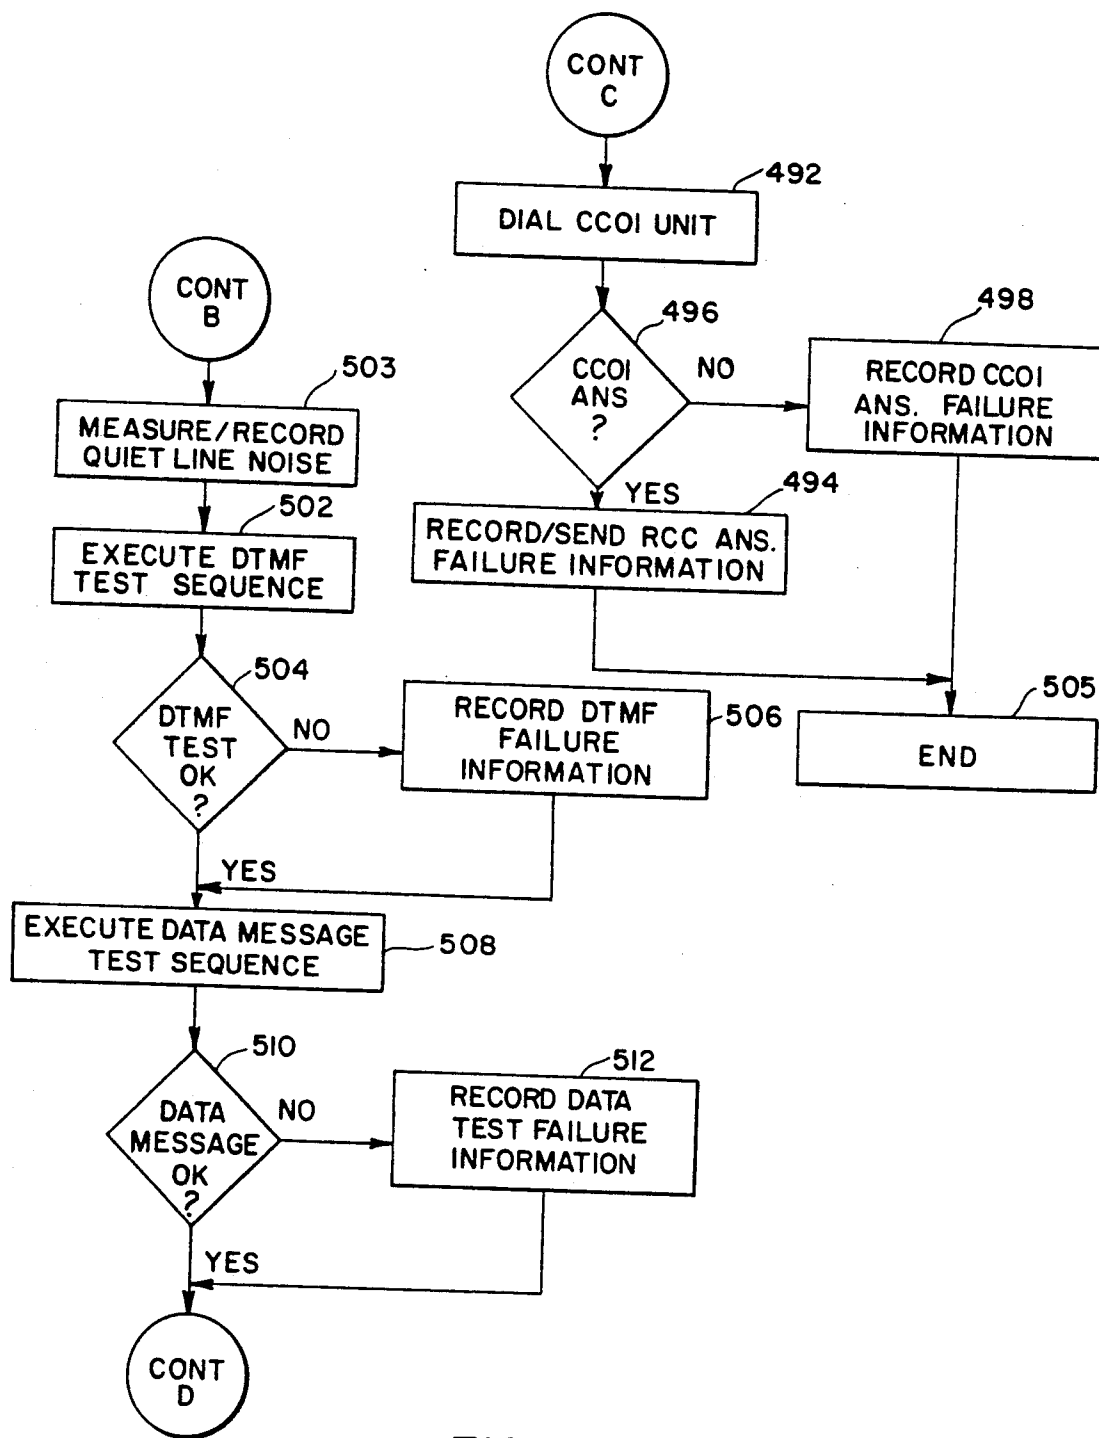 CONT
C
492
DIAL CCOI UNIT
CONT
B
496
498
CCOI
ANS
?
NO
RECORD CCOI
ANS. FAILURE
INFORMATION
503
MEASURE/RECORD
QUIET LINE NOISE
YES
494
502
RECORD/SEND RCC ANS.
FAILURE INFORMATION
EXECUTE DTMF
TEST SEQUENCE
504
DTMF
TEST
OK
?
NO
RECORD DTMF
FAILURE
INFORMATION
506
505
END
YES
EXECUTE DATA MESSAGE
TEST SEQUENCE
508
510
DATA
MESSAGE
OK
?
NO
512
RECORD DATA
TEST FAILURE
INFORMATION
YES
CONT
D